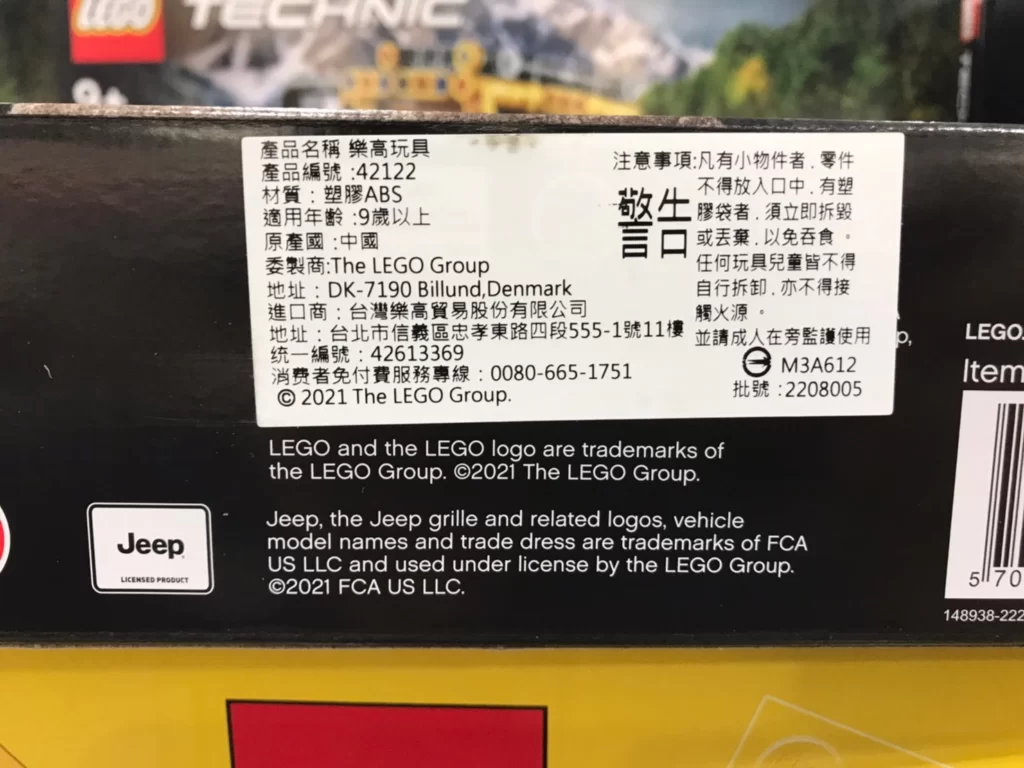 LEGO TECHNIC
9+
產品名稱 樂高玩具
產品編號 :42122
材質 : 塑膠ABS
適用年齡 :9歲以上
原產國 :中國
委製商:The LEGO Group
地址 : DK-7190 Billund,Denmark
進口商 : 台灣樂高貿易股份有限公司
地址 : 台北市信義區忠孝東路四段555-1號11樓
統一編號 : 42613369
消費者免付費服務專線 : 0080-665-1751
© 2021 The LEGO Group.
警告
注意事項:凡有小物件者 , 零件
不得放入口中 , 有塑
膠袋者 , 須立即拆毀
或丟棄 , 以免吞食 。
任何玩具兒童皆不得
自行拆卸 , 亦不得接
觸火源 。
並請成人在旁監護使用
M3A612
批號 :2208005
p,
LEGO.
Item
LEGO and the LEGO logo are trademarks of
the LEGO Group. ©2021 The LEGO Group.
Jeep
LICENSED PRODUCT
Jeep, the Jeep grille and related logos, vehicle
model names and trade dress are trademarks of FCA
US LLC and used under license by the LEGO Group.
©2021 FCA US LLC.
5 70
148938-222